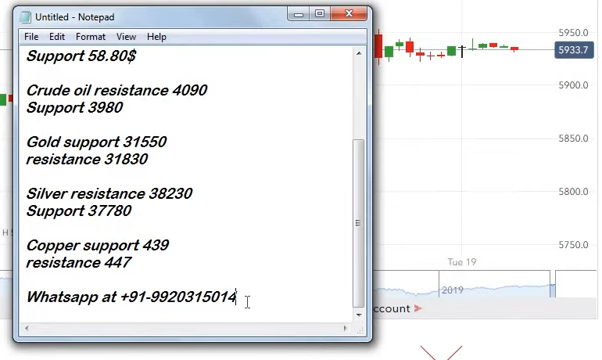 Untitled - Notepad
File Edit Format View Help
Support 58.80$
Crude oil resistance 4090
Support 3980
Gold support 31550
resistance 31830
Silver resistance 38230
Support 37780
Copper support 439
resistance 447
Whatsapp at +91-9920315014
5950.0
5933.7
5900.0
5850.0
5800.0
5750.0
H S
Tue 19
2019
ccount